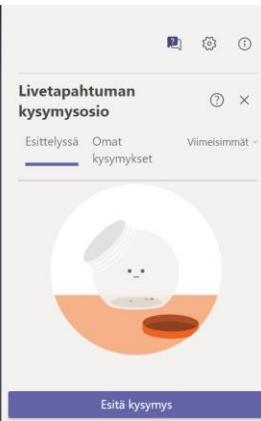 Livetapahtuman
kysymysosio
Esittelyssä Omat kysymykset Viimeisimmät
Esitä kysymys